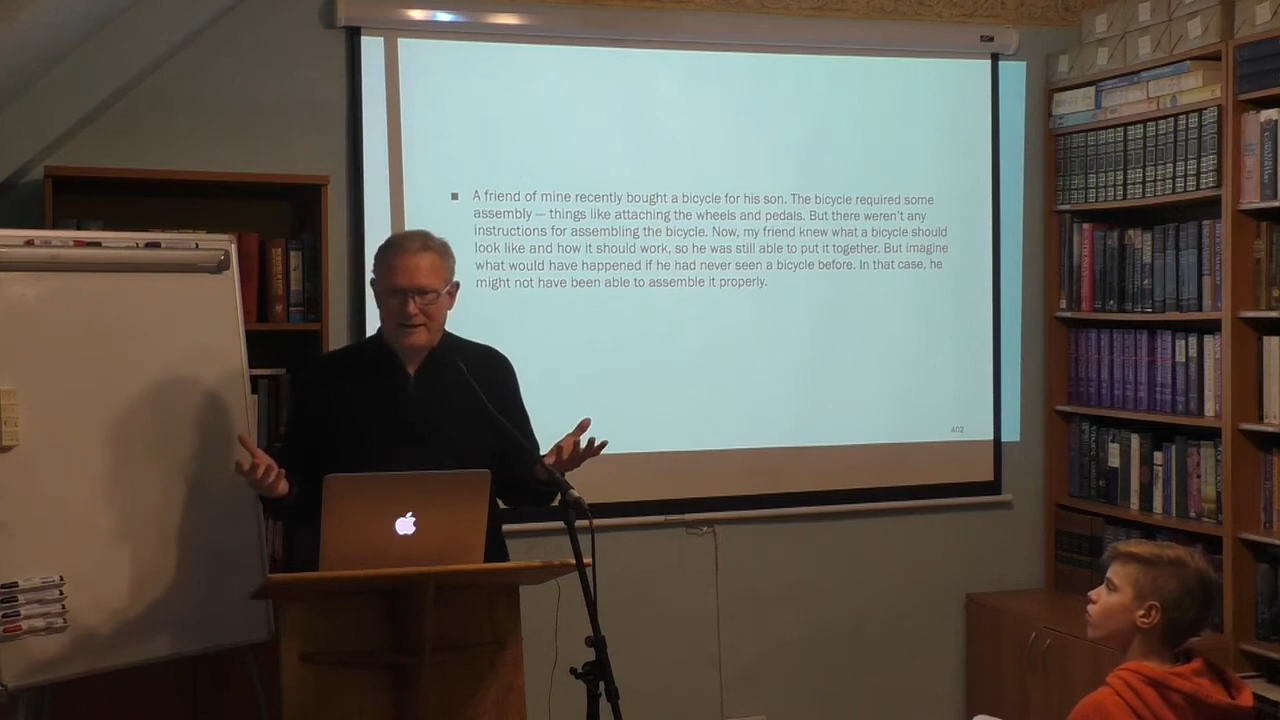 A friend of mine recently bought a bicycle for his son. The bicycle required some
assembly — things like attaching the wheels and pedals. But there weren't any
instructions for assembling the bicycle. Now, my friend knew what a bicycle should
look like and how it should work, so he was still able to put it together. But imagine
what would have happened if he had never seen a bicycle before. In that case, he
might not have been able to assemble it properly.
402